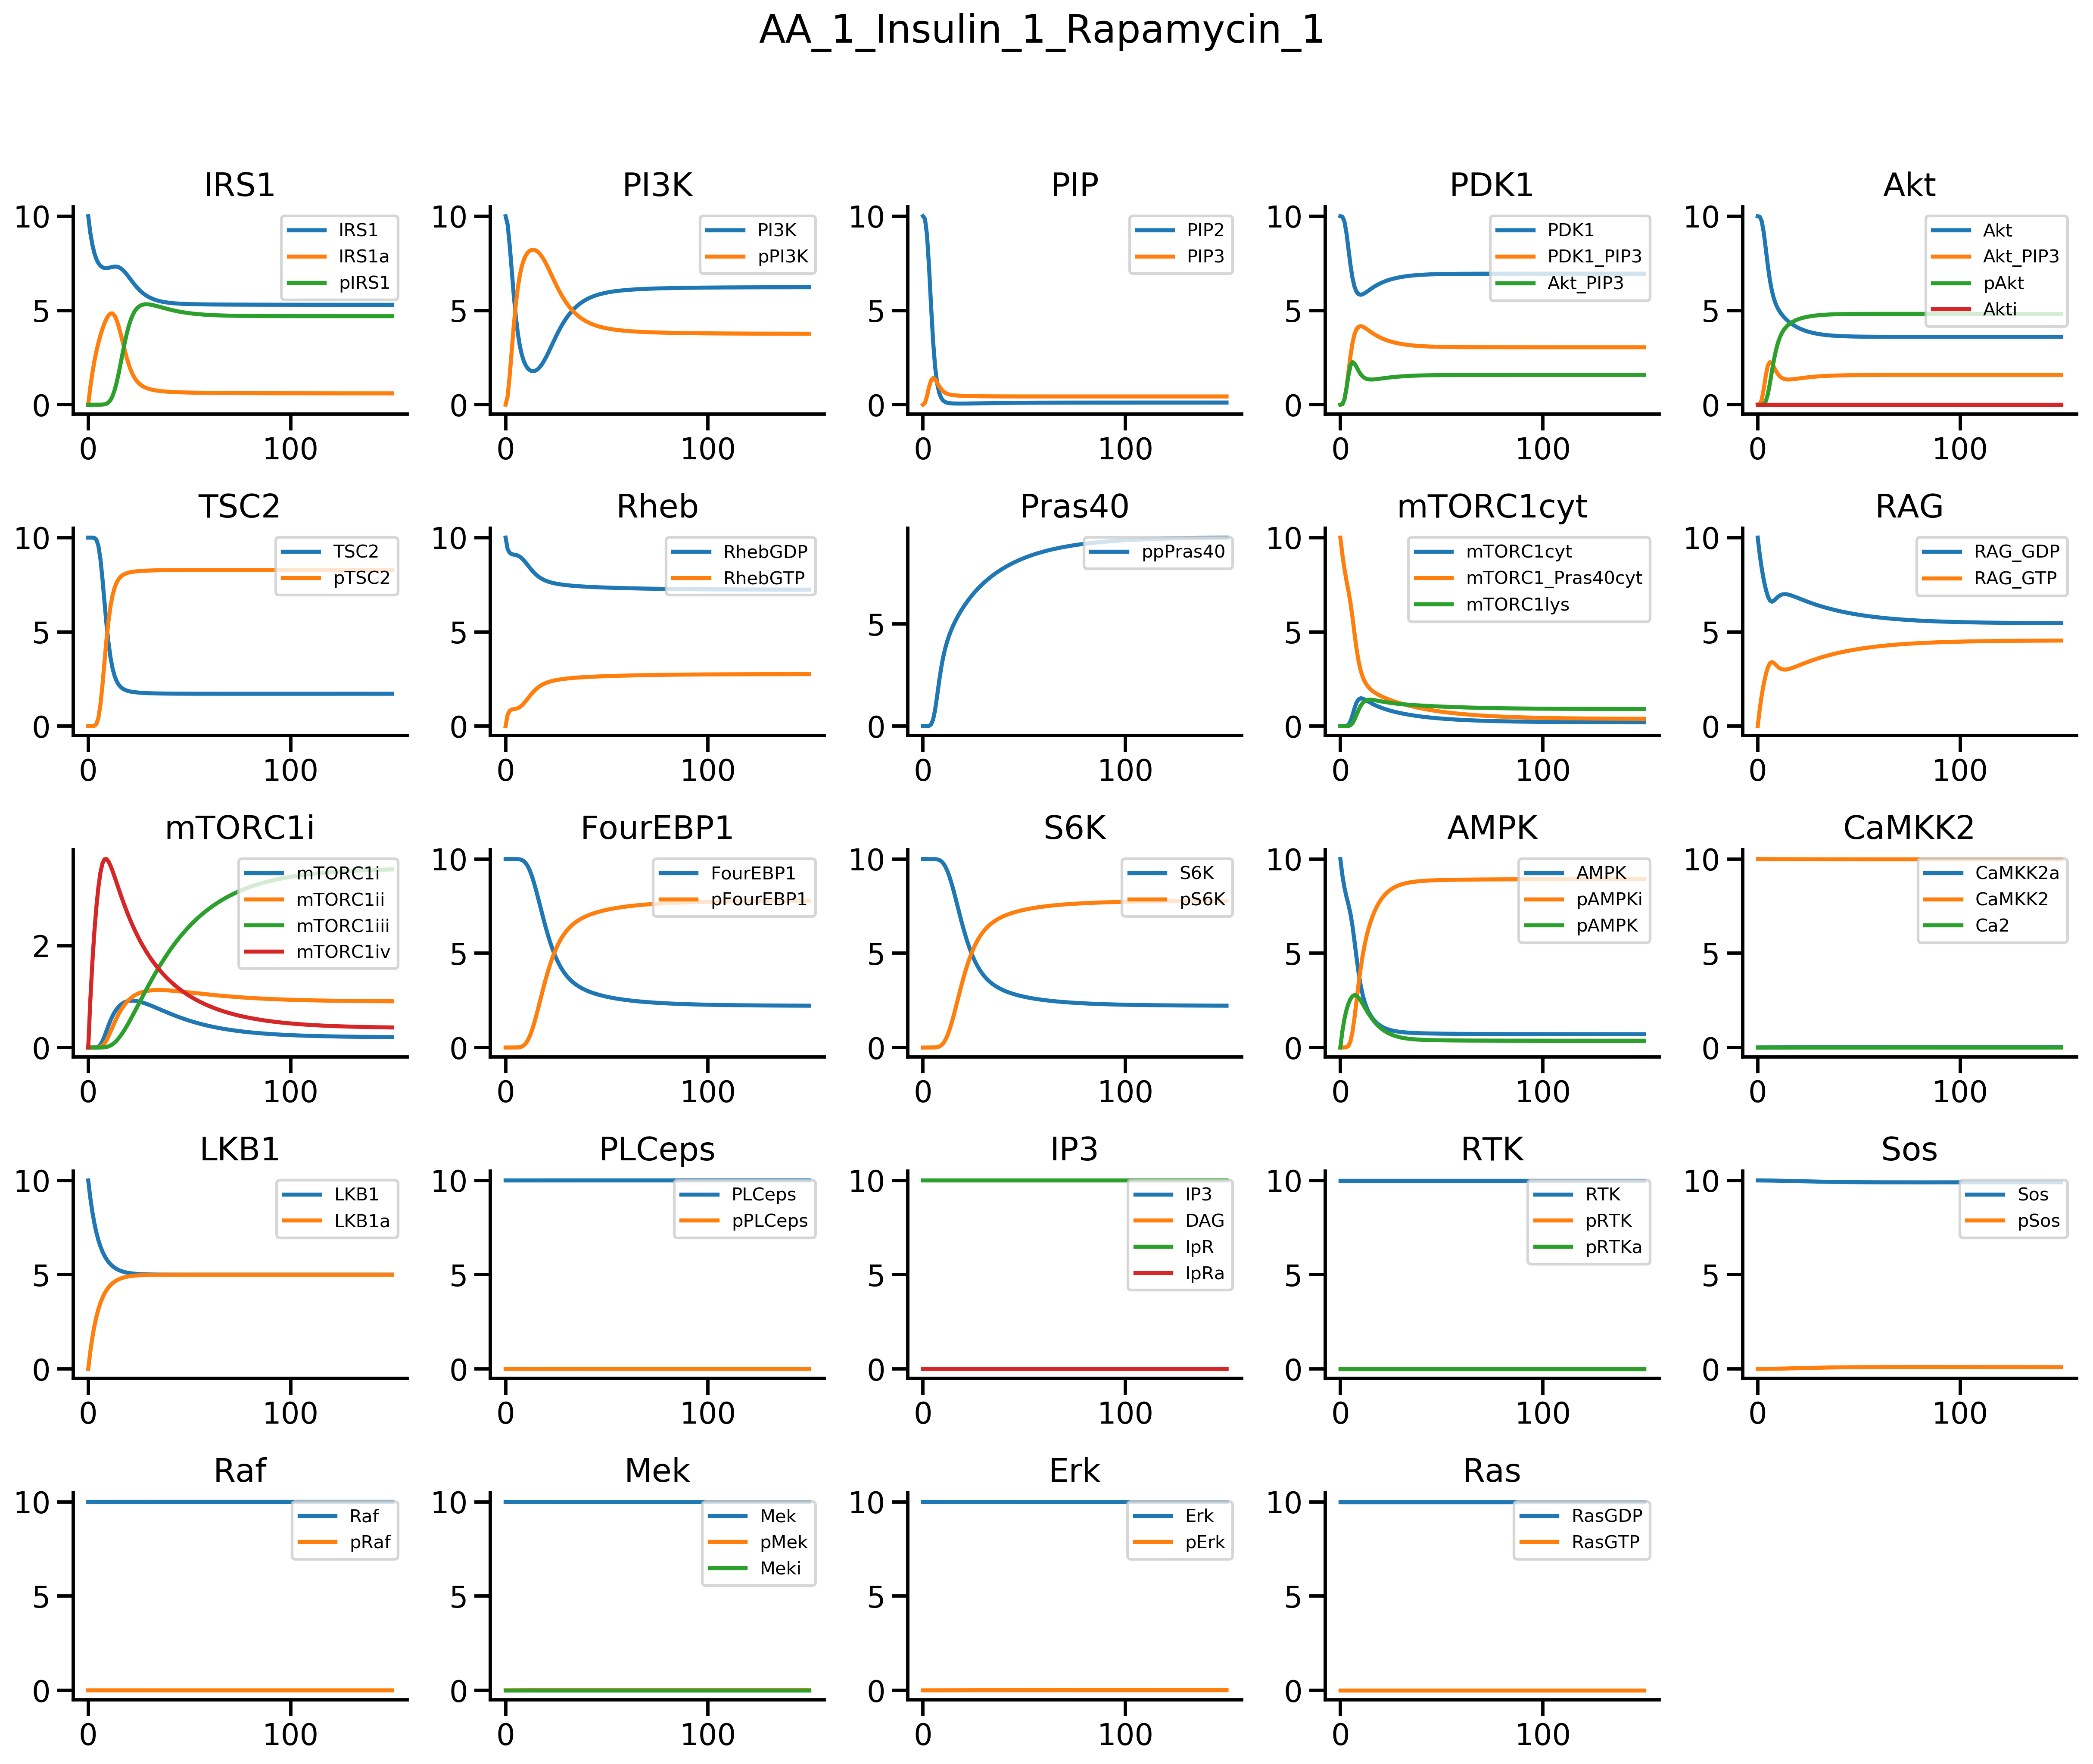 AA_1_Insulin_1_Rapamycin_1
IRS1
10
5
0
0
100
IRS1
IRS1a
pIRS1
PI3K
10
5
0
0
100
PI3K
pPI3K
PIP
10
5
0
0
100
PIP2
PIP3
PDK1
10
5
0
0
100
PDK1
PDK1_PIP3
Akt_PIP3
Akt
10
5
0
0
100
Akt
Akt_PIP3
pAkt
Akti
TSC2
10
5
0
0
100
TSC2
pTSC2
Rheb
10
5
0
0
100
RhebGDP
RhebGTP
Pras40
5
0
0
100
ppPras40
mTORC1cyt
10
5
0
0
100
mTORC1cyt
mTORC1_Pras40cyt
mTORC1lys
RAG
10
5
0
0
100
RAG_GDP
RAG_GTP
mTORC1i
2
0
0
100
mTORC1i
mTORC1ii
mTORC1iii
mTORC1iv
FourEBP1
10
5
0
0
100
FourEBP1
pFourEBP1
S6K
10
5
0
0
100
S6K
pS6K
AMPK
10
5
0
0
100
AMPK
pAMPKi
pAMPK
CaMKK2
10
5
0
0
100
CaMKK2a
CaMKK2
Ca2
LKB1
10
5
0
0
100
LKB1
LKB1a
PLCeps
10
5
0
0
100
PLCeps
pPLCeps
IP3
10
5
0
0
100
IP3
DAG
IpR
IpRa
RTK
10
5
0
0
100
RTK
pRTK
pRTKa
Sos
10
5
0
0
100
Sos
pSos
Raf
10
5
0
0
100
Raf
pRaf
Mek
10
5
0
0
100
Mek
pMek
Meki
Erk
10
5
0
0
100
Erk
pErk
Ras
10
5
0
0
100
RasGDP
RasGTP